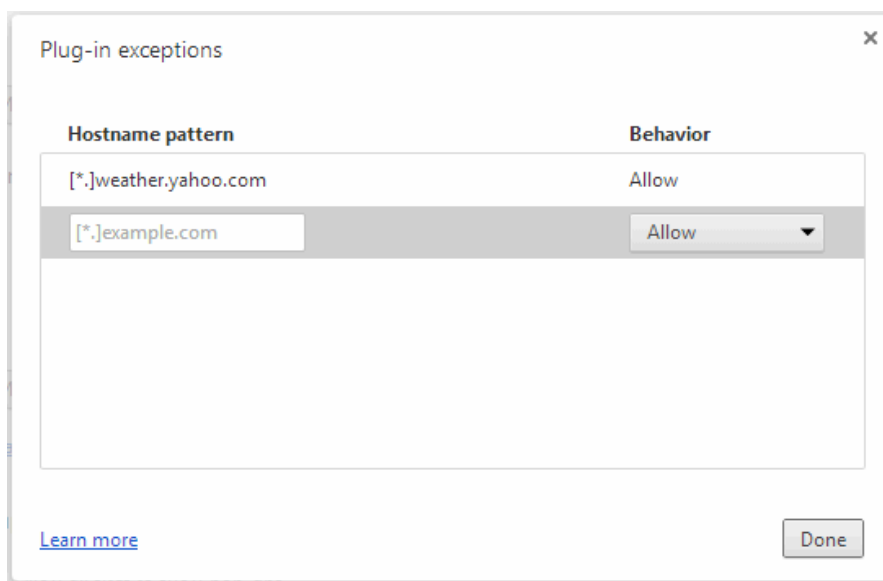 Plug-in exceptions
Hostname pattern Behavior
[*.]weather.yahoo.com Allow
[*.]example.com Allow
Learn more Done